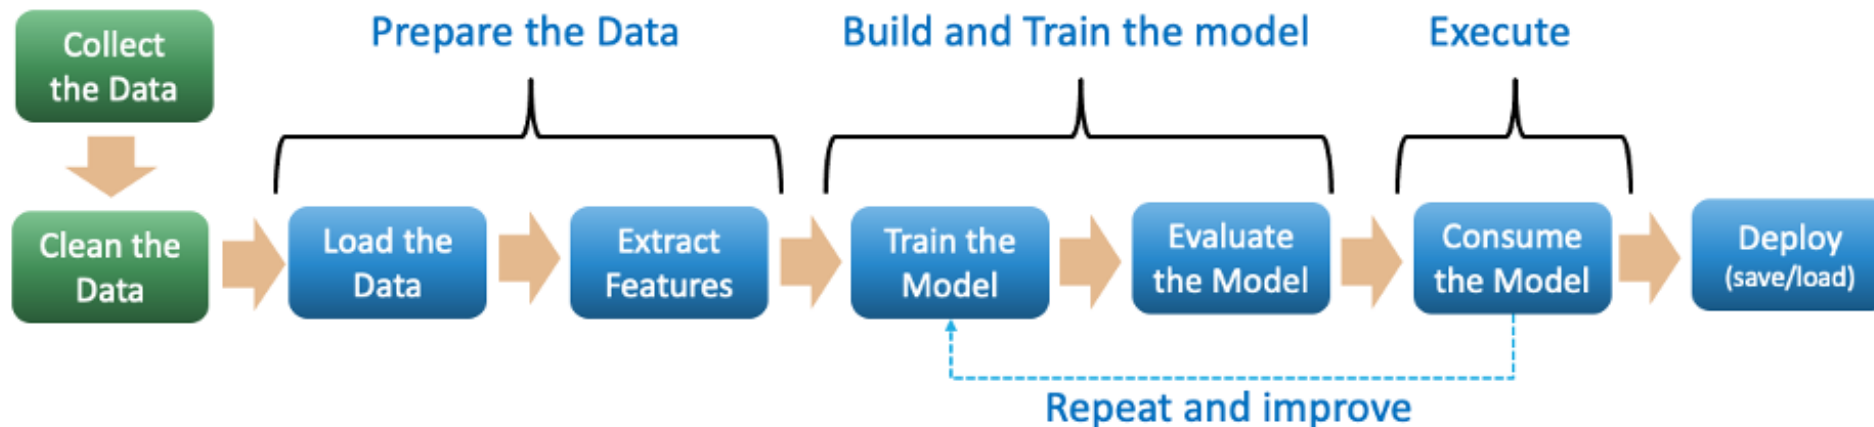 Collect
the Data
Prepare the Data
Build and Train the model
Execute
Clean the
Data
Load the
Data
Extract
Features
Train the
Model
Evaluate
the Model
Consume
the Model
Deploy
(save/load)
Repeat and improve